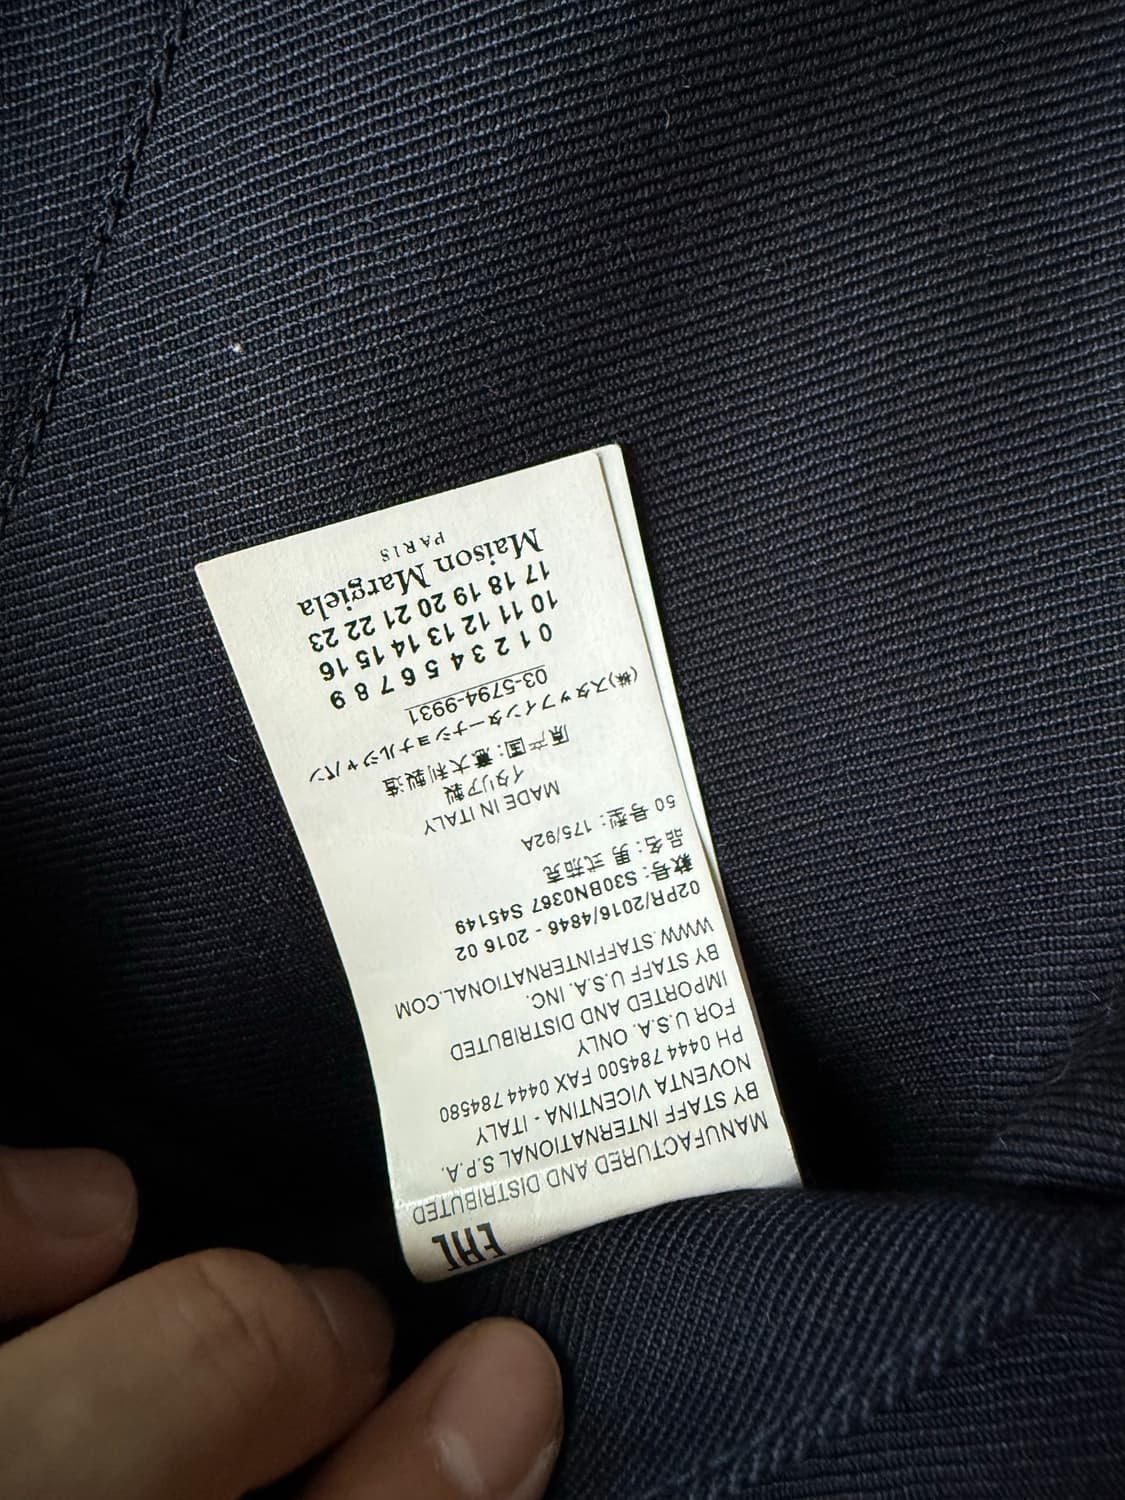 EAC
MANUFACTURED AND DISTRIBUTED
BY STAFF INTERNATIONAL S.P.A.
NOVENTA VICENTINA - ITALY
PH 0444 784500 FAX 0444 784580
FOR U.S.A. ONLY
IMPORTED AND DISTRIBUTED
BY STAFF U.S.A. INC.
WWW.STAFFINTERNATIONAL.COM
02PR/2016/4846 - 2016 02
款号: S30BN0367 S45149
品名: 男式茄克
50 号型: 175/92A
MADE IN ITALY
イタリア製
原产国: 意大利製造
(株)スタッフインターナショナルジャパン
03-5794-9931
0 1 2 3 4 5 6 7 8 9
10 11 12 13 14 15 16
17 18 19 20 21 22 23
Maison Margiela
PARIS